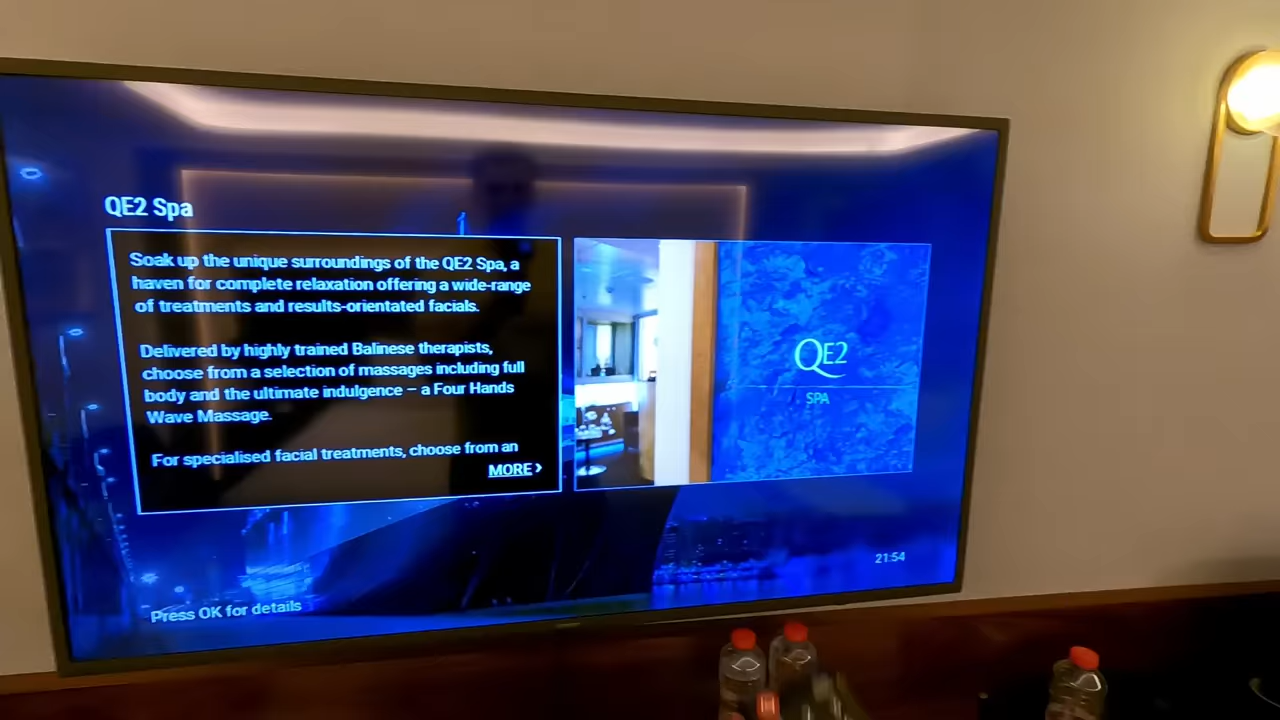 QE2 Spa
Soak up the unique surroundings of the QE2 Spa, a
haven for complete relaxation offering a wide-range
of treatments and results-orientated facials.
Delivered by highly trained Balinese therapists,
choose from a selection of massages including full
body and the ultimate indulgence – a Four Hands
Wave Massage.
For specialised facial treatments, choose from an
MORE ›
QE2
SPA
21:54
Press OK for details